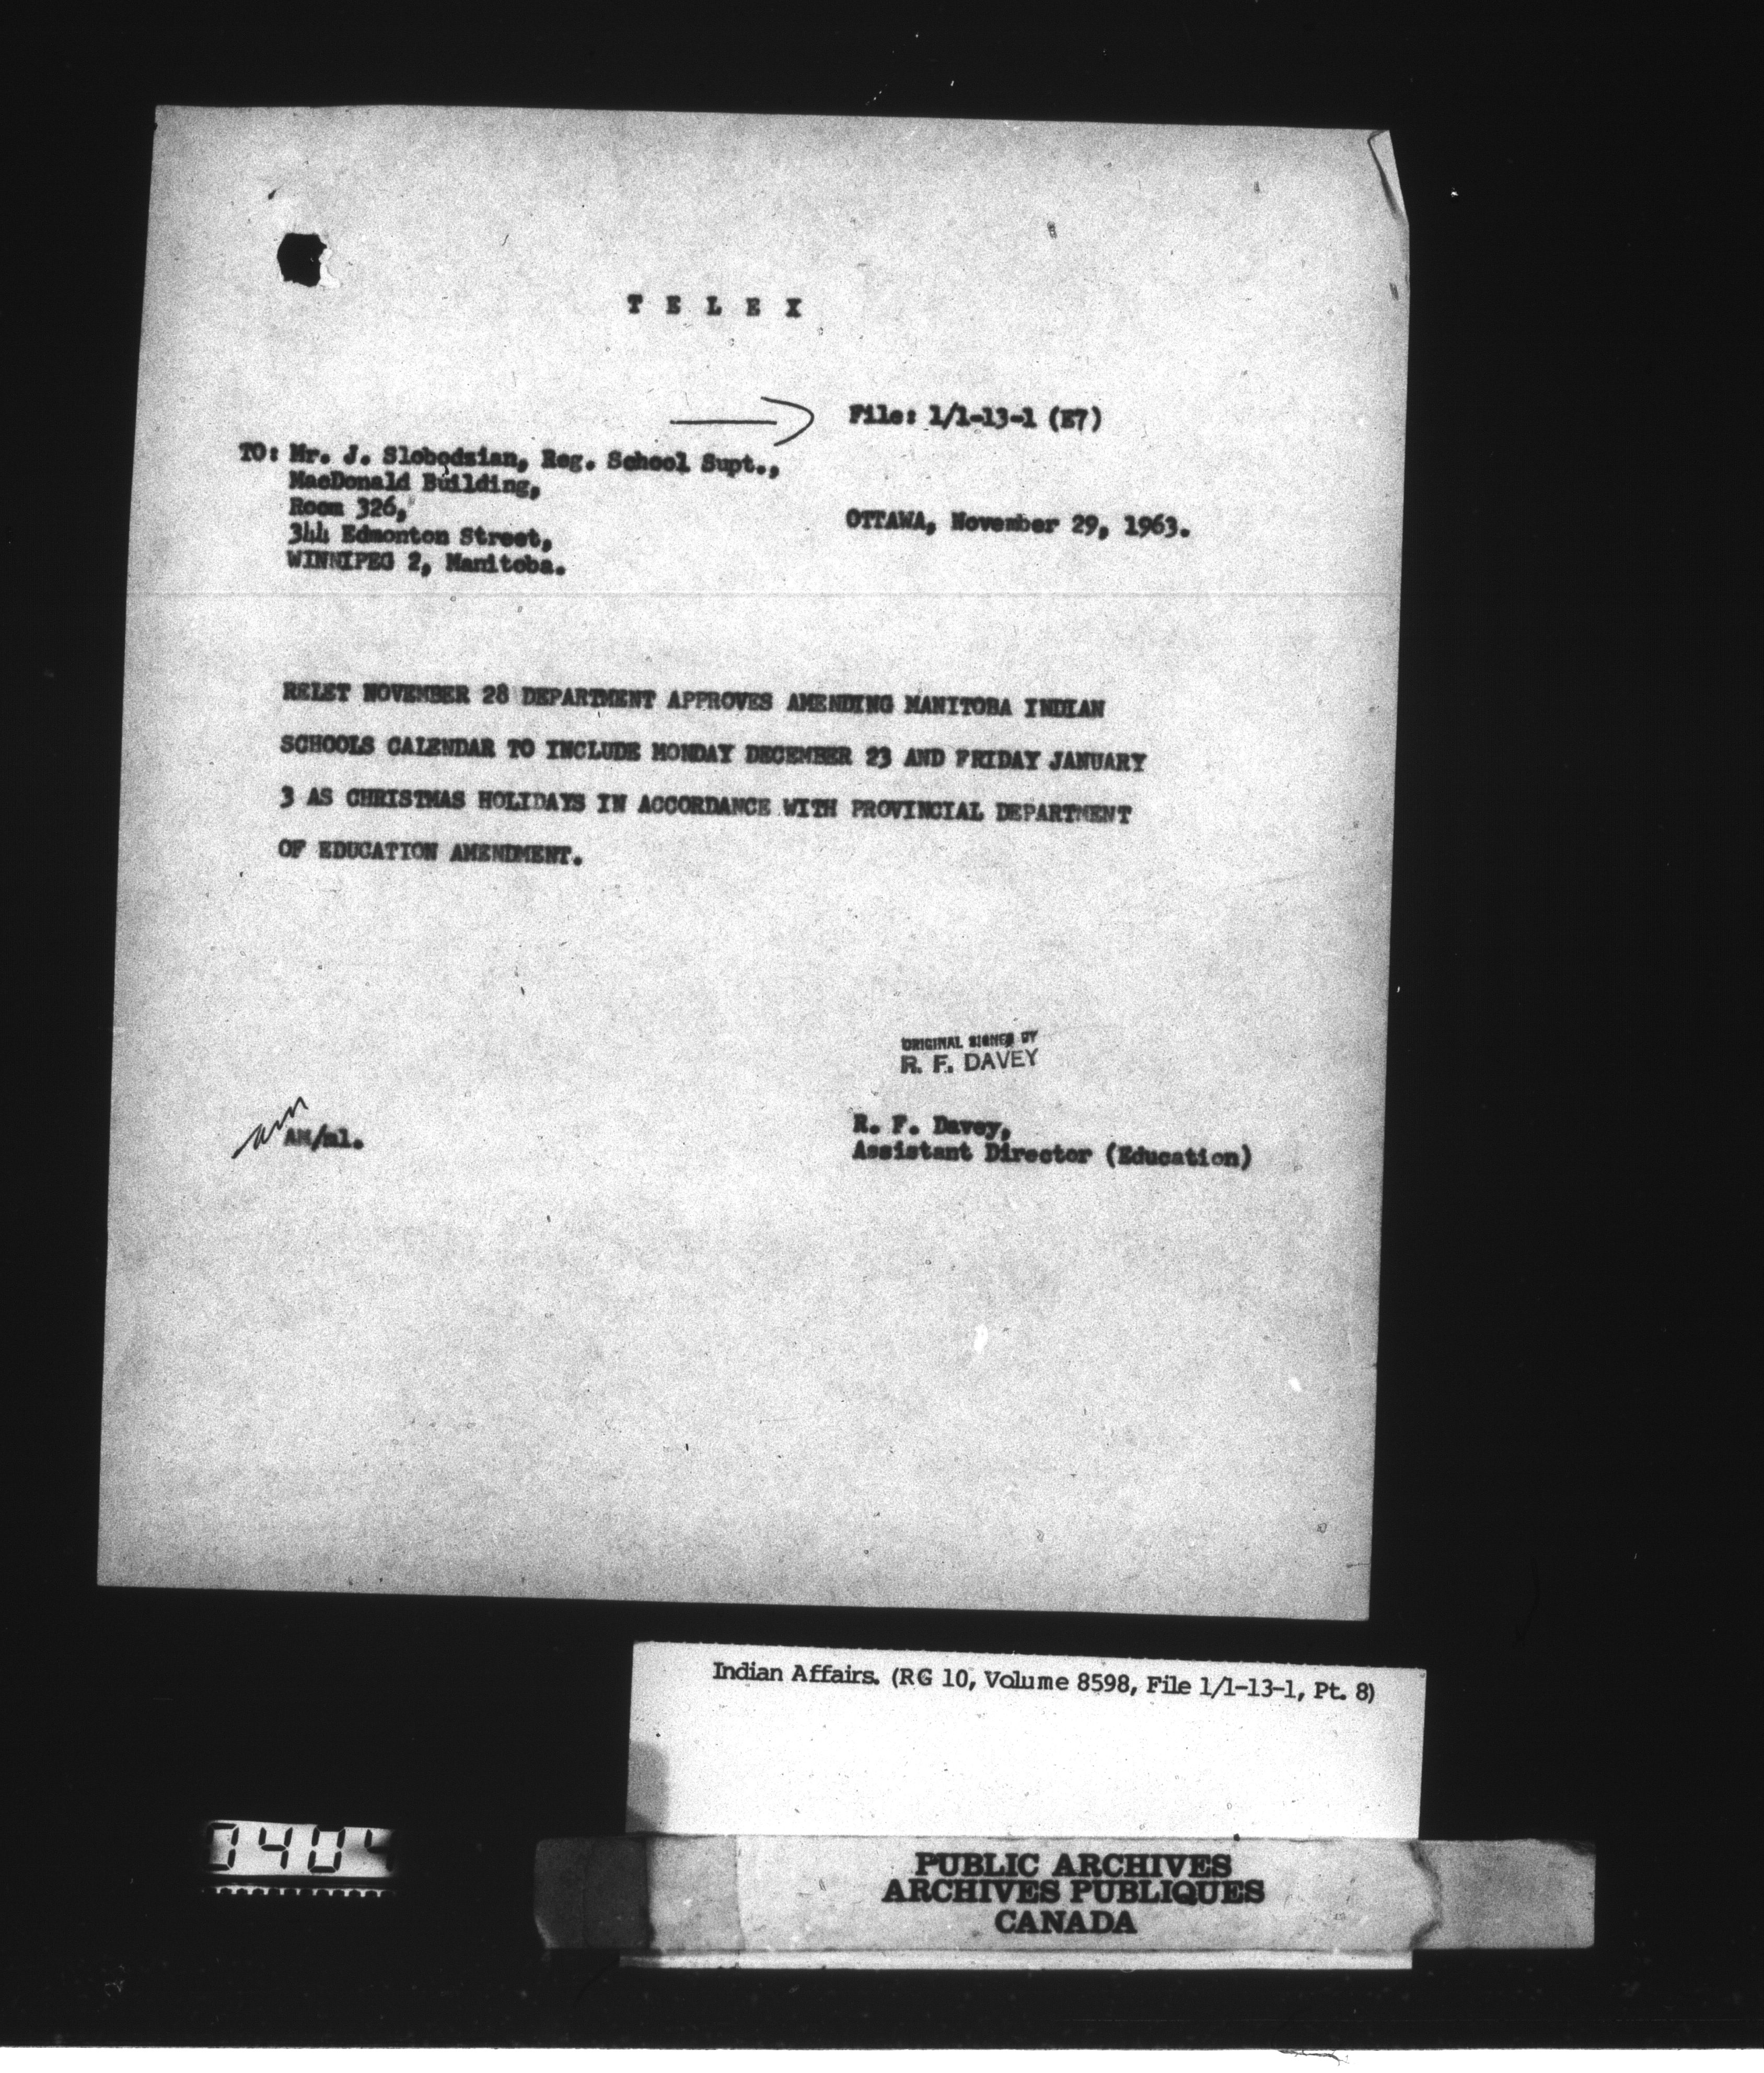 T E L E X
File: 1/1-13-1 (E7)
TO: Mr. J. Slobodzian, Reg. School Supt.,
MacDonald Building,
Room 326,
344 Edmonton Street,
WINNIPEG 2, Manitoba.
OTTAWA, November 29, 1963.
RELET NOVEMBER 28 DEPARTMENT APPROVES AMENDING MANITOBA INDIAN
SCHOOLS CALENDAR TO INCLUDE MONDAY DECEMBER 23 AND FRIDAY JANUARY
3 AS CHRISTMAS HOLIDAYS IN ACCORDANCE WITH PROVINCIAL DEPARTMENT
OF EDUCATION AMENDMENT.
ORIGINAL SIGNED BY
R. F. DAVEY
R. F. Davey,
Assistant Director (Education)
AM/ml.
Indian Affairs. (RG 10, Volume 8598, File 1/1-13-1, Pt. 8)
PUBLIC ARCHIVES
ARCHIVES PUBLIQUES
CANADA